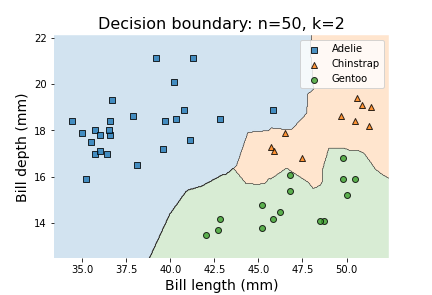 Decision boundary: n=50, k=2
22
20
18
16
14
Bill depth (mm)
Adelie
Chinstrap
Gentoo
35.0 37.5 40.0 42.5 45.0 47.5 50.0
Bill length (mm)